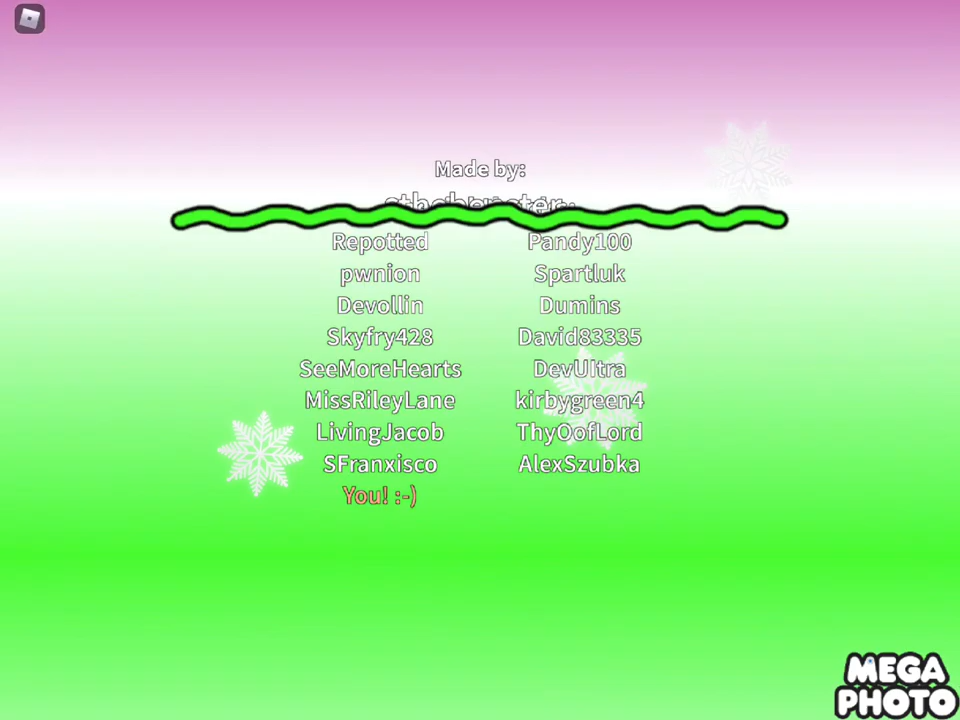 Made by:
Repotted Pandy100
pwnion Spartluk
Devollin Dumins
Skyfry428 David83335
SeeMoreHearts DevUltra
MissRileyLane kirbygreen4
LivingJacob ThyOofLord
SFranxisco AlexSzubka
You! :-)
MEGA
PHOTO